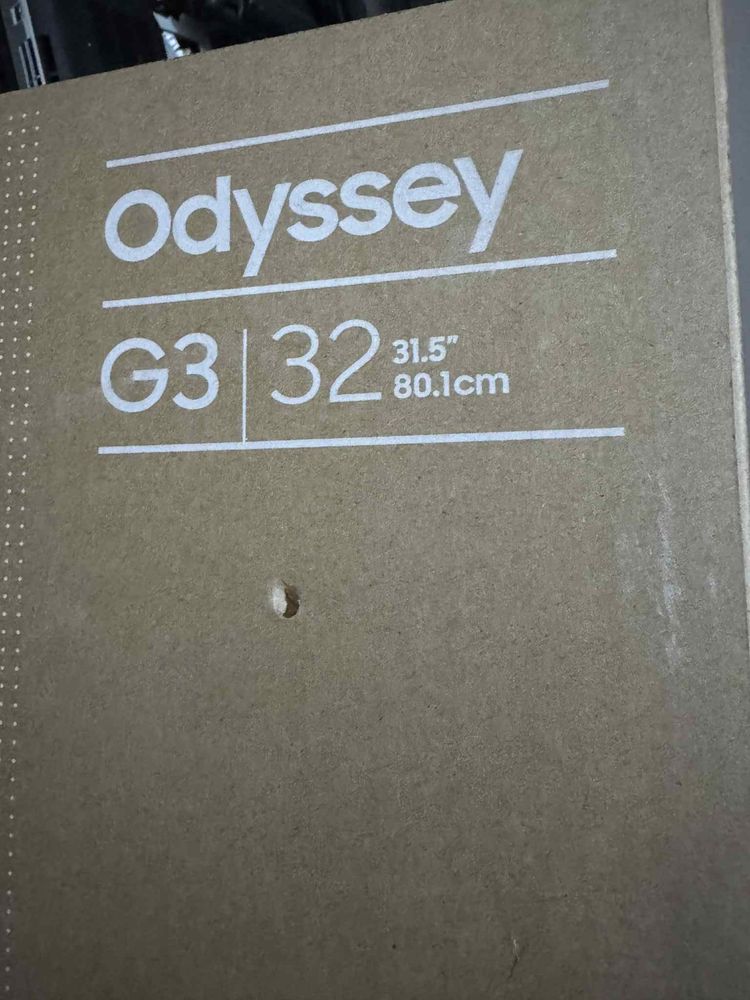 Odyssey
G3 | 32 31.5"
80.1cm